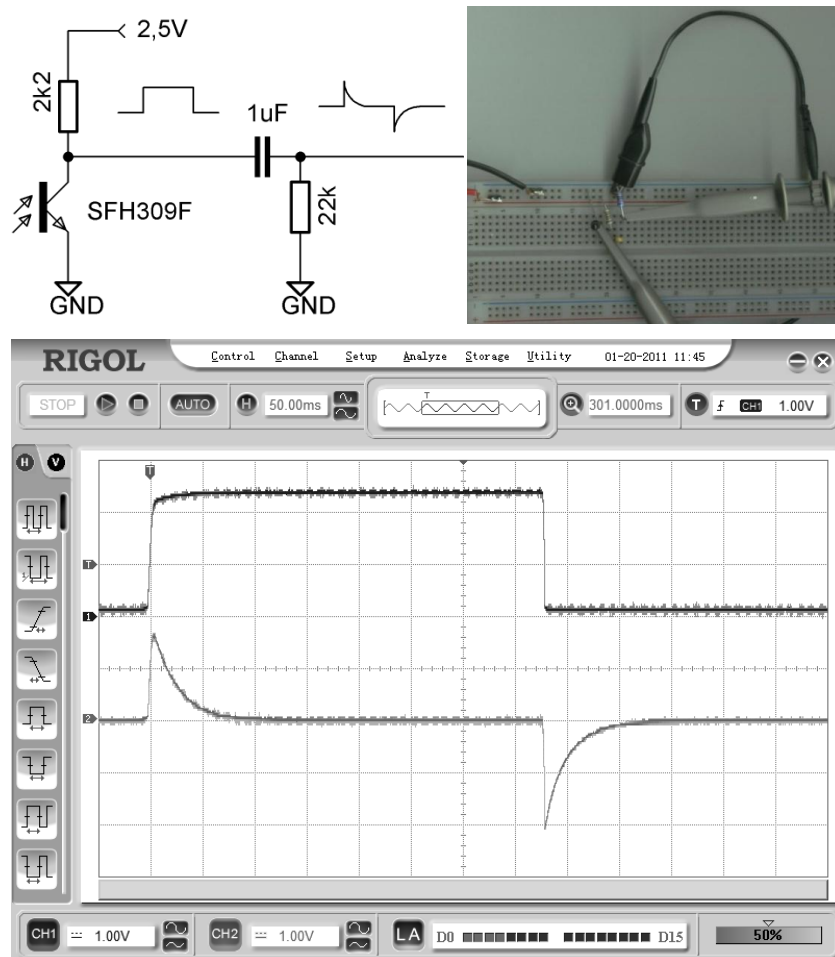 2,5V
2k2
1uF
SFH309F
22k
GND
GND
RIGOL
Control Channel Setup Analyze Storage Utility 01-20-2011 11:45
STOP AUTO H 50.00ms T 301.0000ms T CH1 1.00V
H V
T
T
1
2
CH1 1.00V CH2 1.00V LA D0 D15 50%